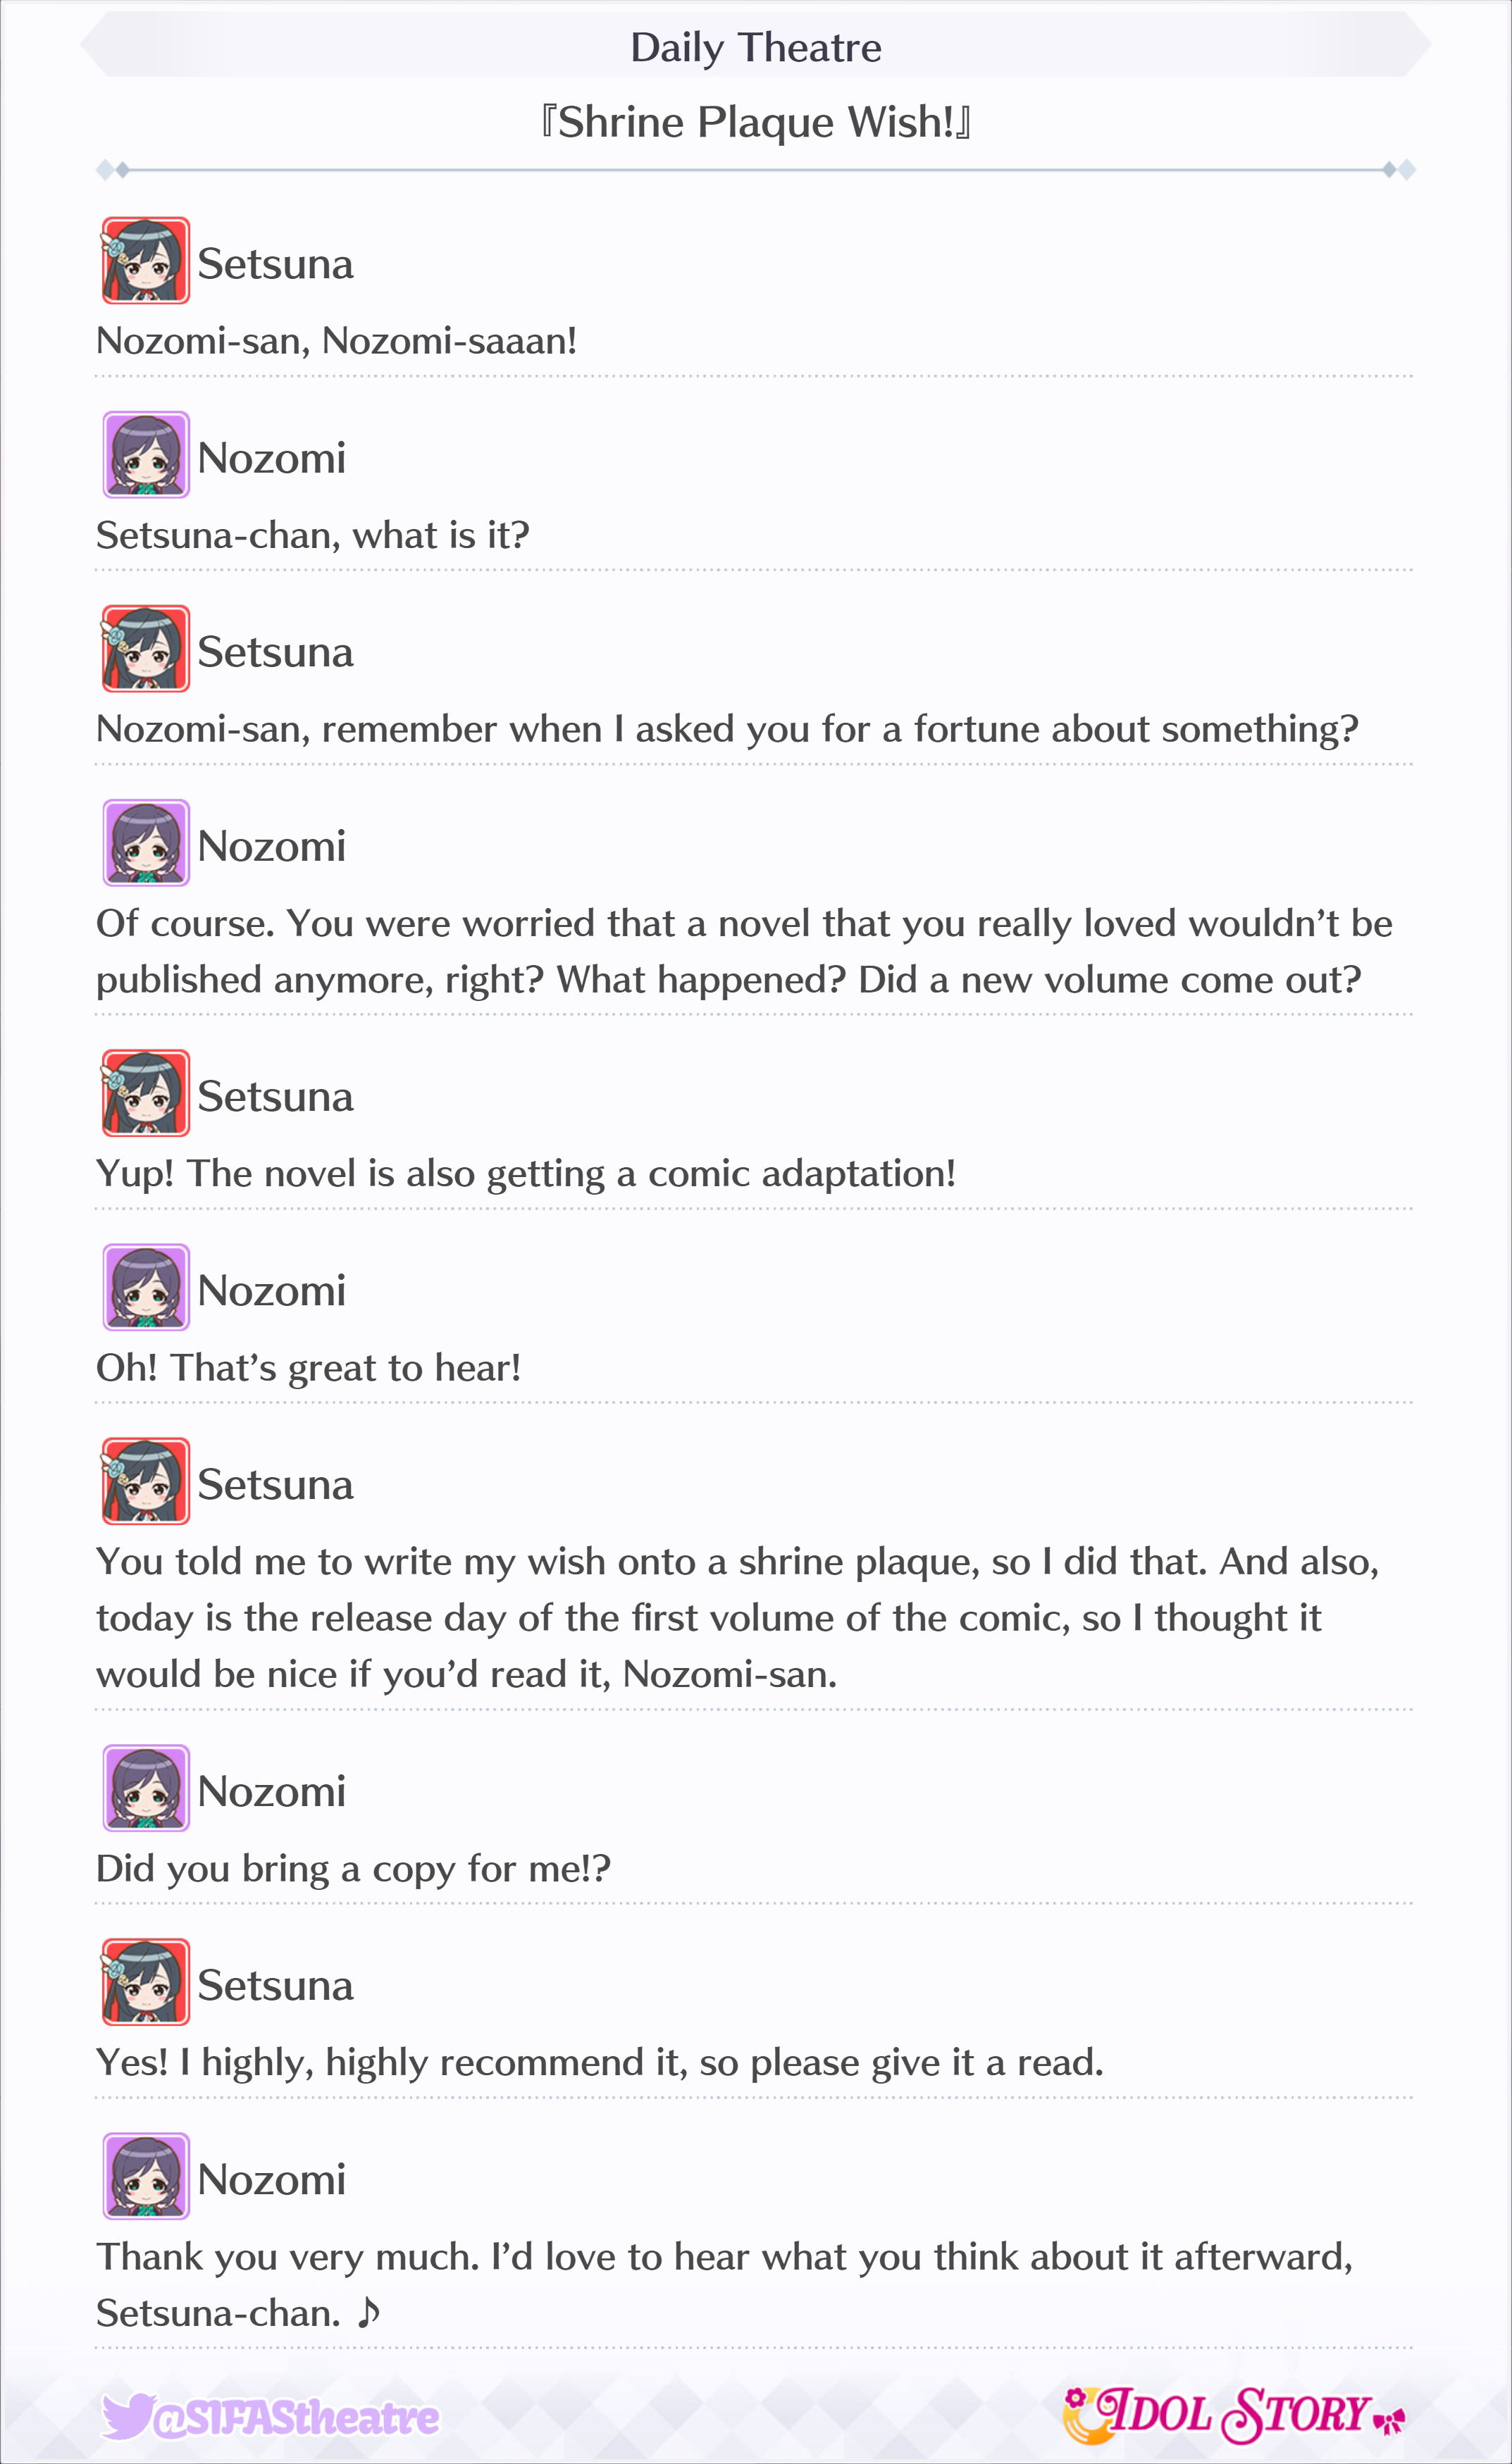 Daily Theatre
『Shrine Plaque Wish!』
Setsuna
Nozomi-san, Nozomi-saaan!
Nozomi
Setsuna-chan, what is it?
Setsuna
Nozomi-san, remember when I asked you for a fortune about something?
Nozomi
Of course. You were worried that a novel that you really loved wouldn’t be
published anymore, right? What happened? Did a new volume come out?
Setsuna
Yup! The novel is also getting a comic adaptation!
Nozomi
Oh! That’s great to hear!
Setsuna
You told me to write my wish onto a shrine plaque, so I did that. And also,
today is the release day of the first volume of the comic, so I thought it
would be nice if you’d read it, Nozomi-san.
Nozomi
Did you bring a copy for me!?
Setsuna
Yes! I highly, highly recommend it, so please give it a read.
Nozomi
Thank you very much. I’d love to hear what you think about it afterward,
Setsuna-chan. ♪
@SIFAStheatre
IDOL STORY